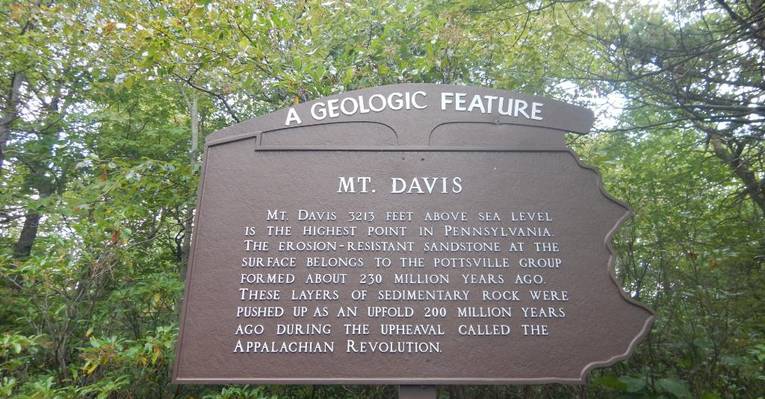 A GEOLOGIC FEATURE
MT. DAVIS
MT. DAVIS 3213 FEET ABOVE SEA LEVEL
IS THE HIGHEST POINT IN PENNSYLVANIA.
THE EROSION-RESISTANT SANDSTONE AT THE
SURFACE BELONGS TO THE POTTSVILLE GROUP
FORMED ABOUT 230 MILLION YEARS AGO.
THESE LAYERS OF SEDIMENTARY ROCK WERE
PUSHED UP AS AN UPFOLD 200 MILLION YEARS
AGO DURING THE UPHEAVAL CALLED THE
APPALACHIAN REVOLUTION.